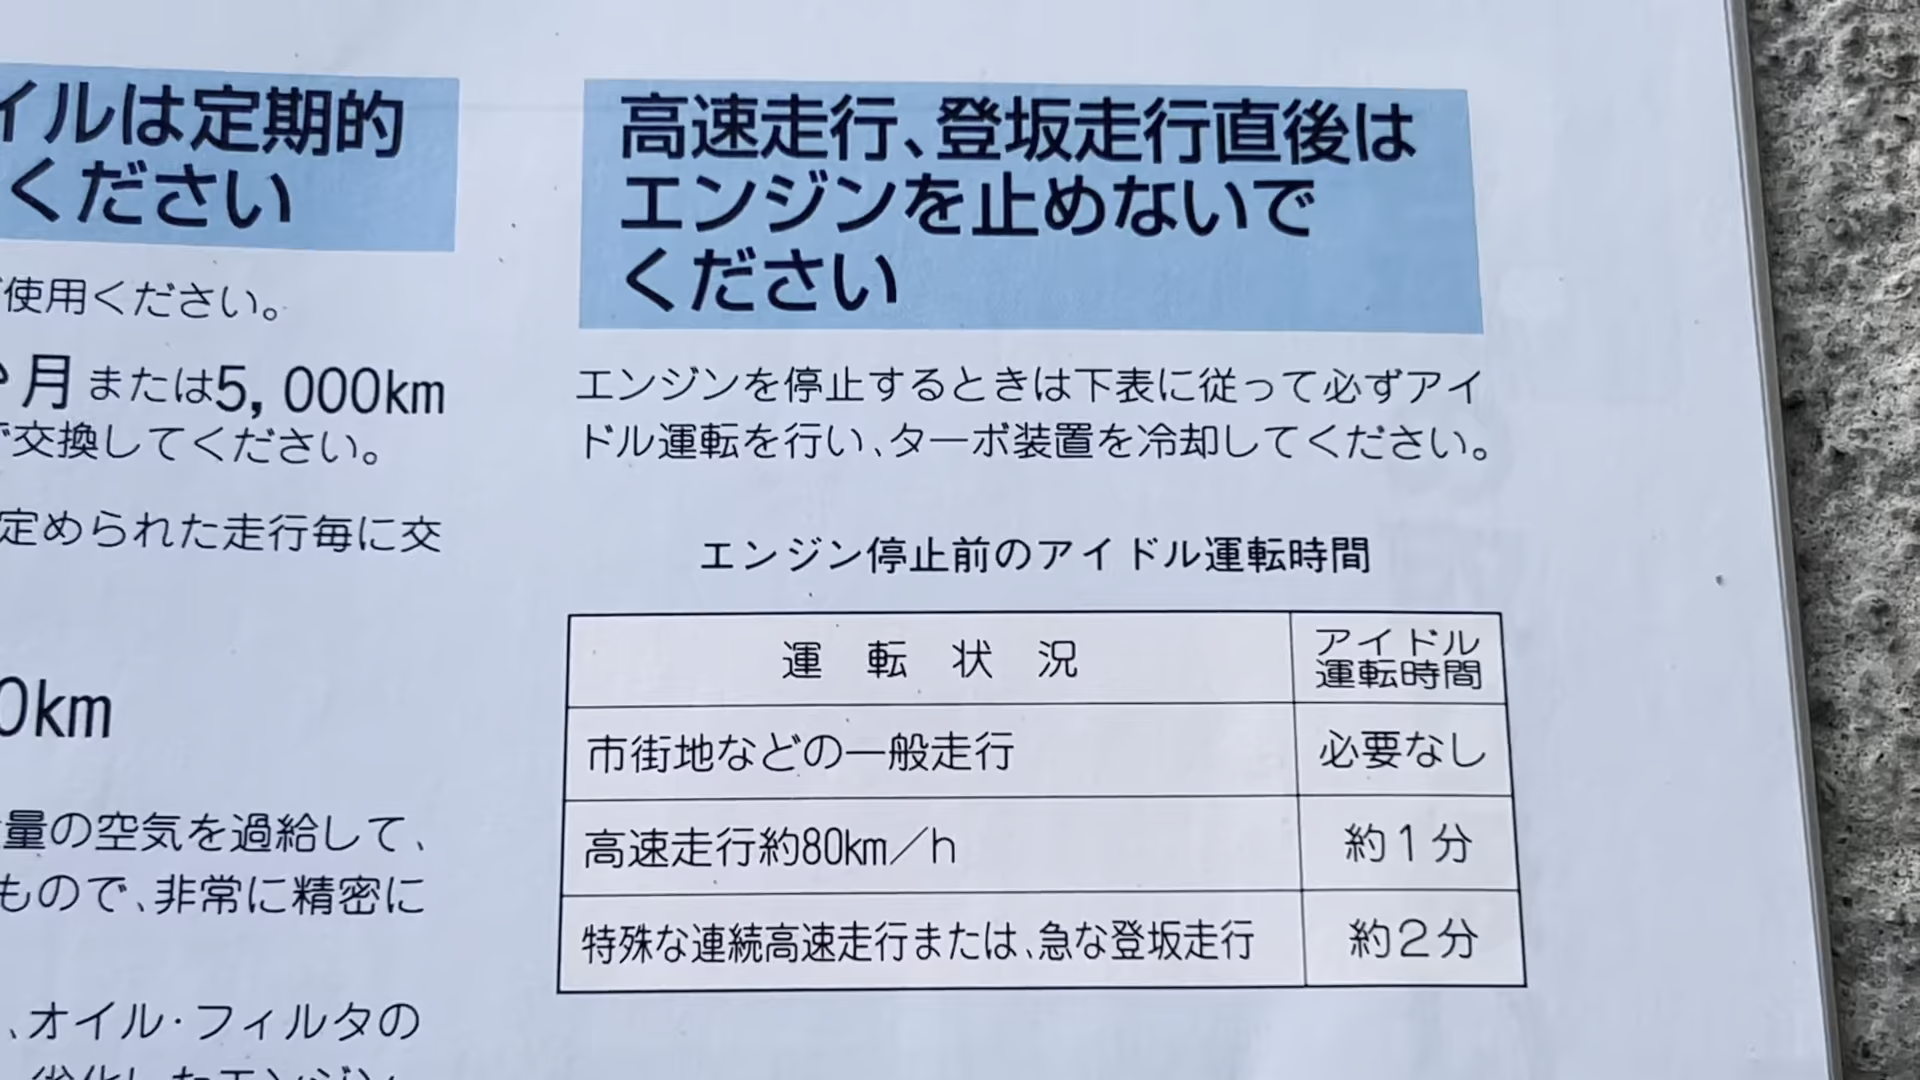 イルは定期的
ください
使用ください。
月または5,000km
で交換してください。
定められた走行毎に交
0km
量の空気を過給して、
もので、非常に精密に
、オイル・フィルタの
高速走行、登坂走行直後は
エンジンを止めないで
ください
エンジンを停止するときは下表に従って必ずアイ
ドル運転を行い、ターボ装置を冷却してください。
エンジン停止前のアイドル運転時間
運転状況
アイドル
運転時間
市街地などの一般走行 必要なし
高速走行約80km/h 約1分
特殊な連続高速走行または、急な登坂走行 約2分